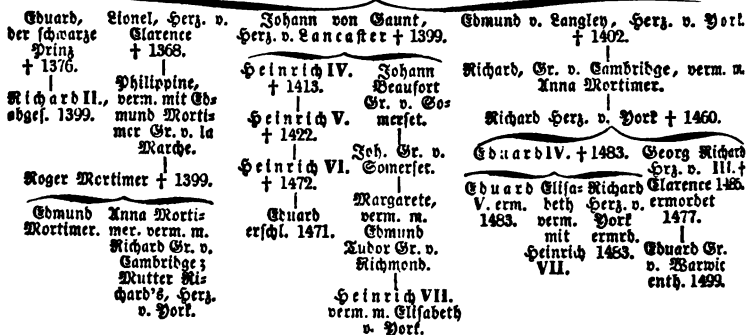 Eduard,
der schwarze
Prinz
† 1376.
Richard II.,
abges. 1399.
Lionel, Herz. v.
Clarence
† 1368.
Philippine,
verm. mit Ed-
mund Morti-
mer Gr. v. la
Marche.
Roger Mortimer † 1399.
Edmund
Mortimer.
Anna Morti-
mer verm. m.
Richard Gr. v.
Cambridge;
Mutter Ri-
chard's, Herz.
v. York.
Johann von Gaunt,
Herz. v. Lancaster † 1399.
Heinrich IV.
† 1413.
Heinrich V.
† 1422.
Heinrich VI.
† 1472.
Eduard
erschl. 1471.
Johann
Beaufort
Gr. v. So-
merset.
Joh. Gr. v.
Somerset.
Margarete,
verm. m.
Edmund
Tudor Gr. v.
Richmond.
Heinrich VII.
verm. m. Elisabeth
v. York.
Edmund v. Langley, Herz. v. York
† 1402.
Richard, Gr. v. Cambridge, verm. m.
Anna Mortimer.
Richard Herz. v. York † 1460.
Eduard IV. † 1483.
Eduard
V. erm.
1483.
Elisa-
beth
verm.
mit
Heinrich
VII.
Richard
Herz. v.
York
ermrd.
1483.
Georg
Hrz. v.
Clarence
ermordet
1477.
Eduard Gr.
v. Warwic
enth. 1499.
Richard
III. †
1485.